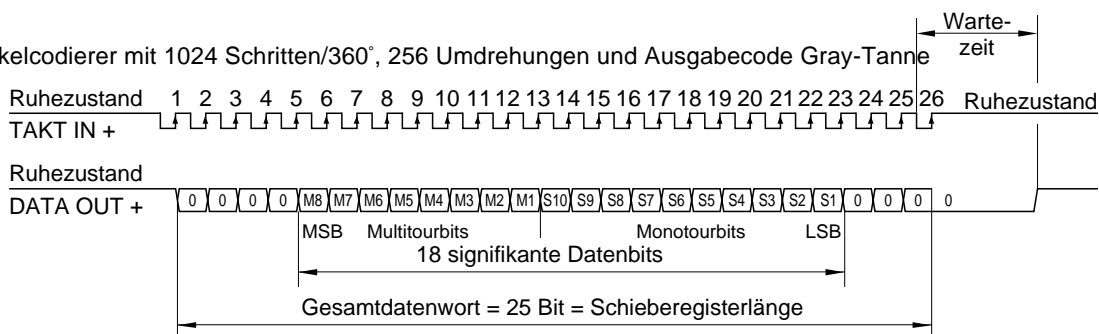 Warte-
zeit
kelcodierer mit 1024 Schritten/360°, 256 Umdrehungen und Ausgabecode Gray-Tanne
Ruhezustand 1 2 3 4 5 6 7 8 9 10 11 12 13 14 15 16 17 18 19 20 21 22 23 24 25 26 Ruhezustand
TAKT IN +
Ruhezustand
DATA OUT + 0 0 0 0 M8 M7 M6 M5 M4 M3 M2 M1 S10 S9 S8 S7 S6 S5 S4 S3 S2 S1 0 0 0 0
MSB Multitourbits Monotourbits LSB
18 signifikante Datenbits
Gesamtdatenwort = 25 Bit = Schieberegisterlänge